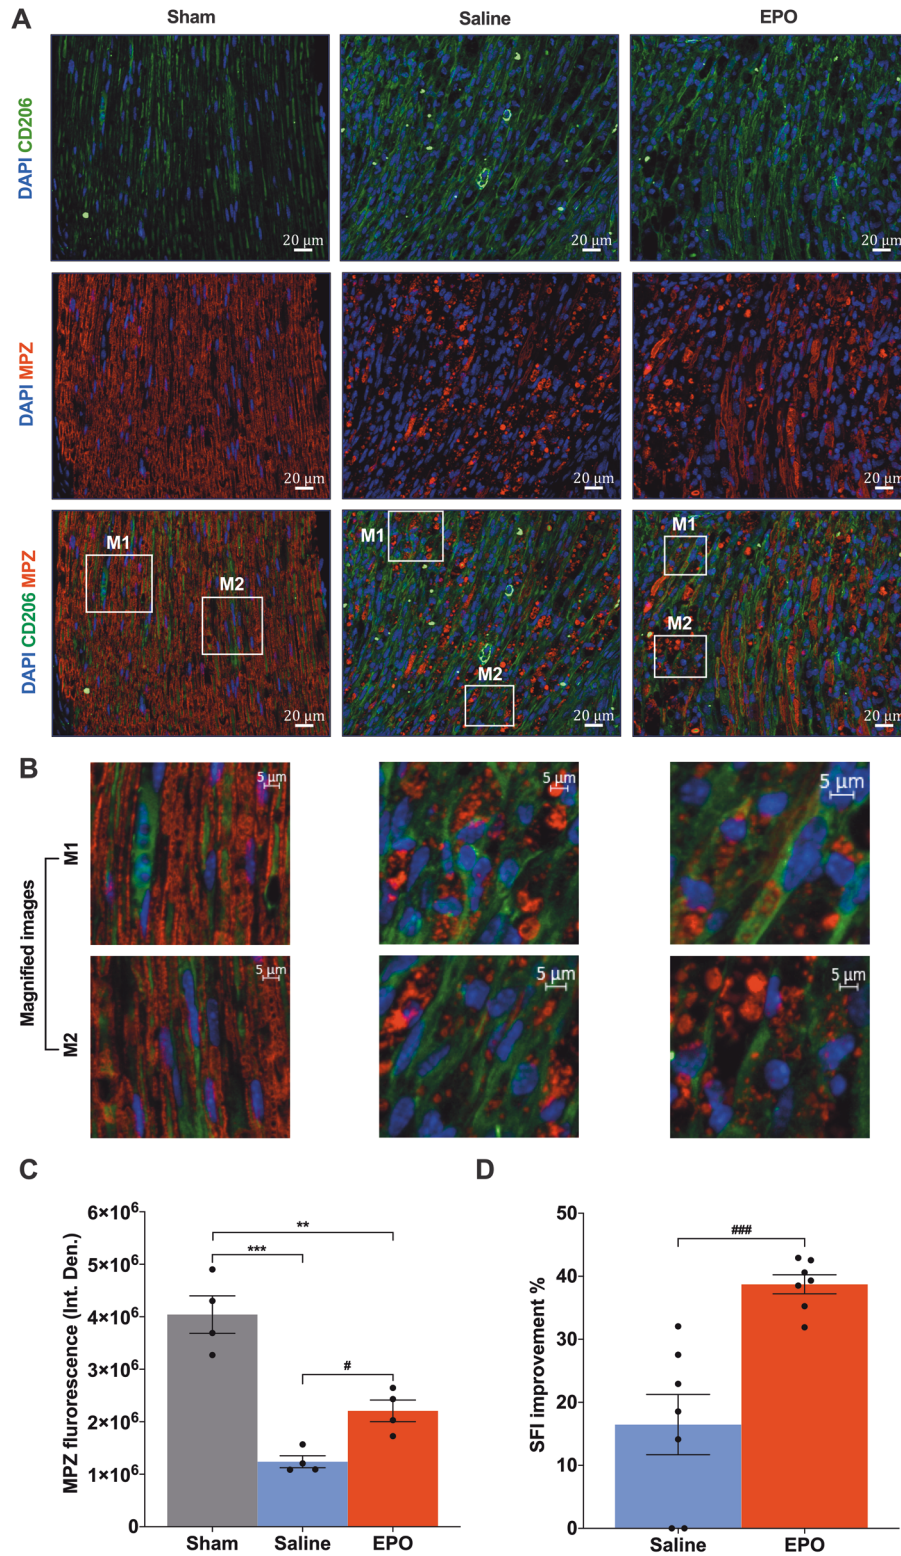 A
Sham
Saline
EPO
DAPI CD206
20 µm
20 µm
20 µm
DAPI MPZ
20 µm
20 µm
20 µm
DAPI CD206 MPZ
M1
M2
20 µm
M1
M2
20 µm
M1
M2
20 µm
B
Magnified images
M1
5 µm
5 µm
5 µm
M2
5 µm
5 µm
5 µm
C
MPZ flurorescence (Int. Den.)
6×10⁶
5×10⁶
4×10⁶
3×10⁶
2×10⁶
1×10⁶
0
**
***
#
Sham
Saline
EPO
D
SFI improvement %
50
40
30
20
10
0
###
Saline
EPO